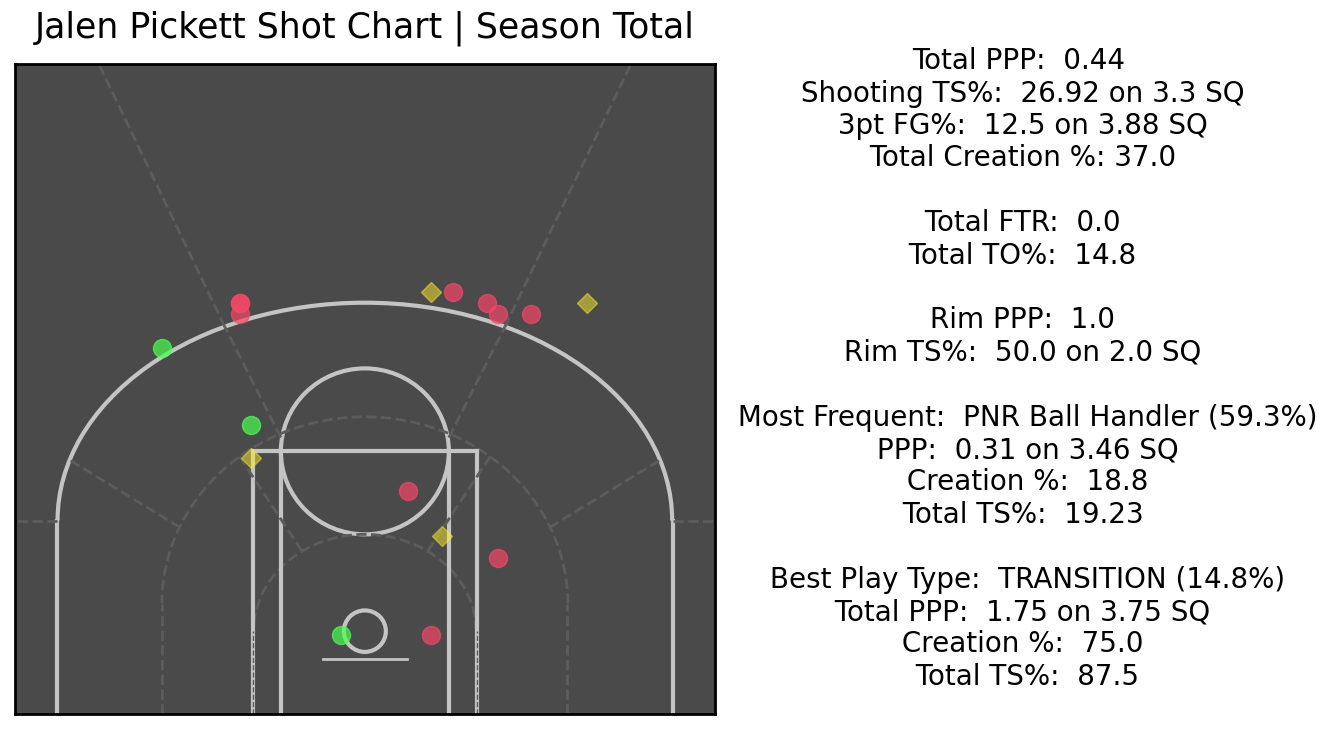 Jalen Pickett Shot Chart | Season Total
Total PPP: 0.44
Shooting TS%: 26.92 on 3.3 SQ
3pt FG%: 12.5 on 3.88 SQ
Total Creation %: 37.0
Total FTR: 0.0
Total TO%: 14.8
Rim PPP: 1.0
Rim TS%: 50.0 on 2.0 SQ
Most Frequent: PNR Ball Handler (59.3%)
PPP: 0.31 on 3.46 SQ
Creation %: 18.8
Total TS%: 19.23
Best Play Type: TRANSITION (14.8%)
Total PPP: 1.75 on 3.75 SQ
Creation %: 75.0
Total TS%: 87.5